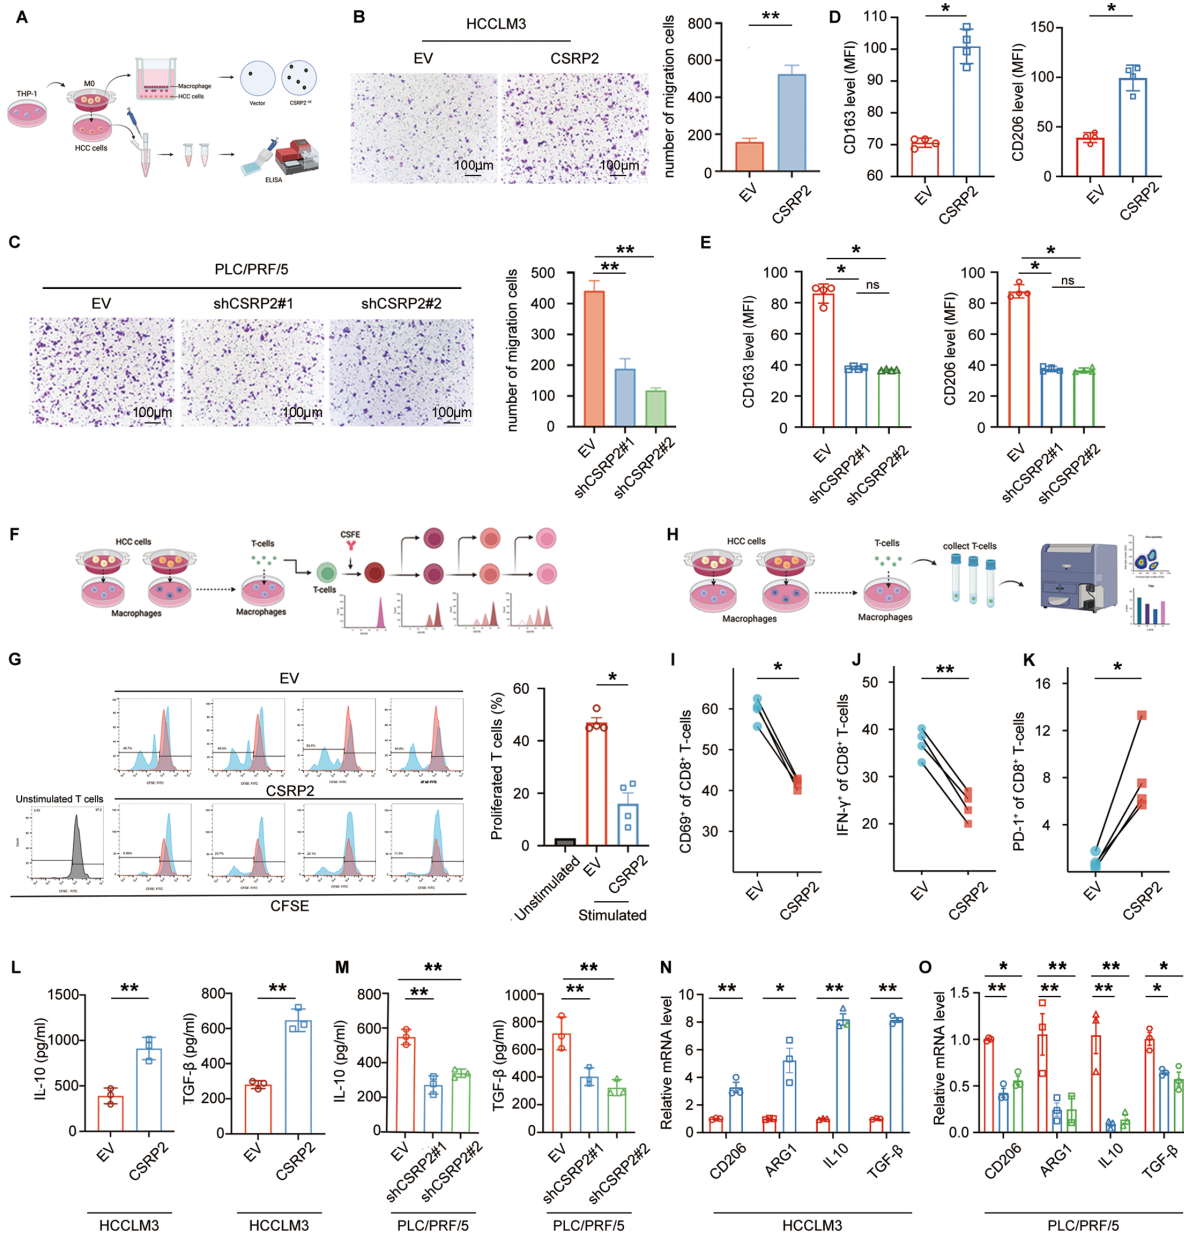 A
THP-1
M0
HCC cells
Macrophage
HCC cells
Vector
CSRP2 OE
ELISA
B
HCCLM3
EV
CSRP2
100μm
100μm
number of migration cells
800
600
400
200
0
**
EV
CSRP2
D
CD163 level (MFI)
110
100
90
80
70
60
*
EV
CSRP2
CD206 level (MFI)
150
100
50
0
*
EV
CSRP2
C
PLC/PRF/5
EV
shCSRP2#1
shCSRP2#2
100μm
100μm
100μm
number of migration cells
500
400
300
200
100
0
**
**
EV
shCSRP2#1
shCSRP2#2
E
CD163 level (MFI)
100
80
60
40
20
0
*
*
ns
EV
shCSRP2#1
shCSRP2#2
CD206 level (MFI)
100
80
60
40
20
0
*
*
ns
EV
shCSRP2#1
shCSRP2#2
F
HCC cells
Macrophages
T-cells
Macrophages
T-cells
CSFE
H
HCC cells
Macrophages
T-cells
Macrophages
collect T-cells
G
EV
CSRP2
Unstimulated T cells
CFSE
Proliferated T cells (%)
60
40
20
0
*
Unstimulated
EV
CSRP2
Stimulated
I
CD69+ of CD8+ T-cells
60
50
40
30
*
EV
CSRP2
J
IFN-γ+ of CD8+ T-cells
50
40
30
20
**
EV
CSRP2
K
PD-1+ of CD8+ T-cells
16
12
8
4
*
EV
CSRP2
L
IL-10 (pg/ml)
1500
1000
500
0
**
EV
CSRP2
HCCLM3
TGF-β (pg/ml)
800
600
400
200
0
**
EV
CSRP2
HCCLM3
M
IL-10 (pg/ml)
800
600
400
200
0
**
**
EV
shCSRP2#1
shCSRP2#2
PLC/PRF/5
TGF-β (pg/ml)
1000
800
600
400
200
0
**
**
EV
shCSRP2#1
shCSRP2#2
PLC/PRF/5
N
Relative mRNA level
10
8
6
4
2
0
**
*
**
**
CD206
ARG1
IL10
TGF-β
HCCLM3
O
Relative mRNA level
1.5
1.0
0.5
0.0
*
**
**
*
**
**
**
*
CD206
ARG1
IL10
TGF-β
PLC/PRF/5